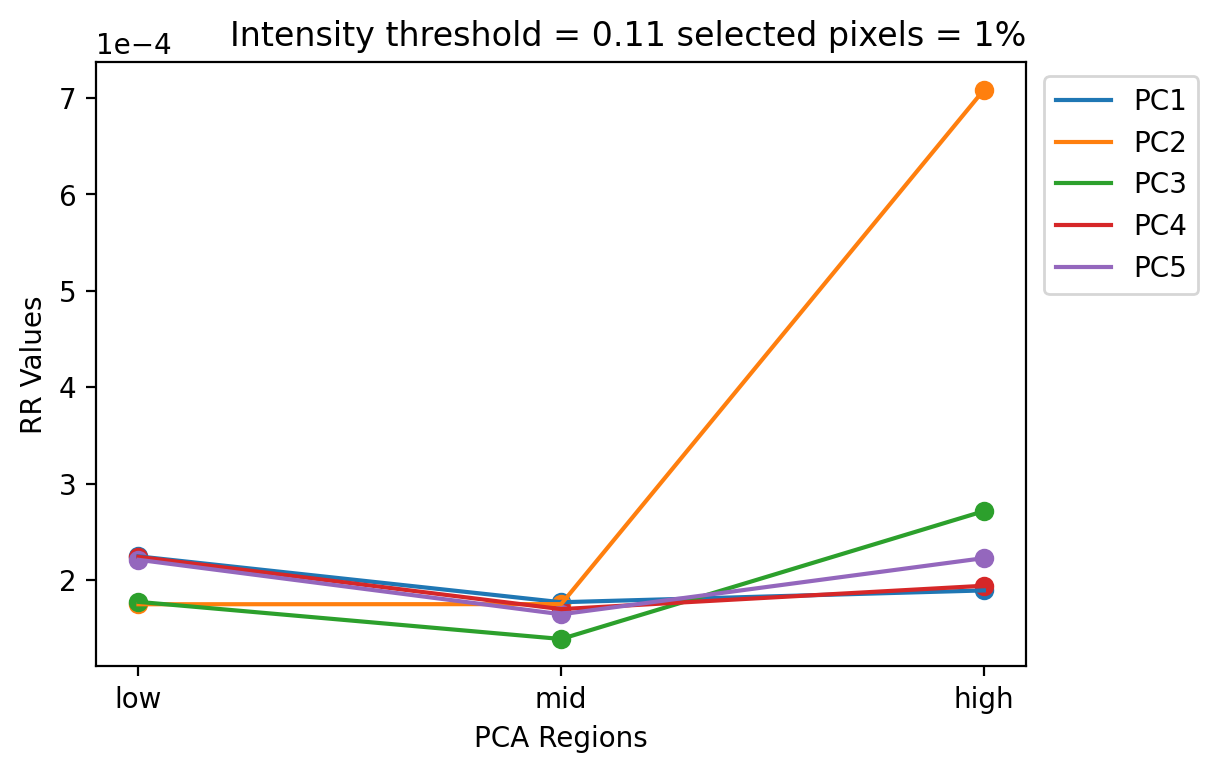 Intensity threshold = 0.11 selected pixels = 1%
1e−4
7
6
5
4
3
2
RR Values
low
mid
high
PCA Regions
PC1
PC2
PC3
PC4
PC5